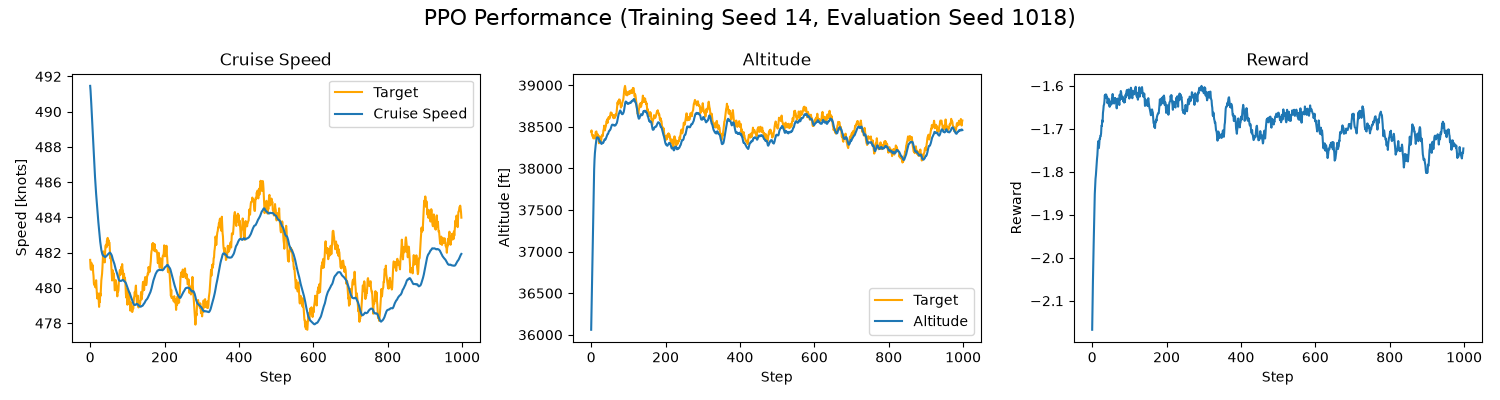 PPO Performance (Training Seed 14, Evaluation Seed 1018)
Cruise Speed
492
490
488
486
484
482
480
478
Speed [knots]
0 200 400 600 800 1000
Step
Target
Cruise Speed
Altitude
39000
38500
38000
37500
37000
36500
36000
Altitude [ft]
0 200 400 600 800 1000
Step
Target
Altitude
Reward
−1.6
−1.7
−1.8
−1.9
−2.0
−2.1
Reward
0 200 400 600 800 1000
Step